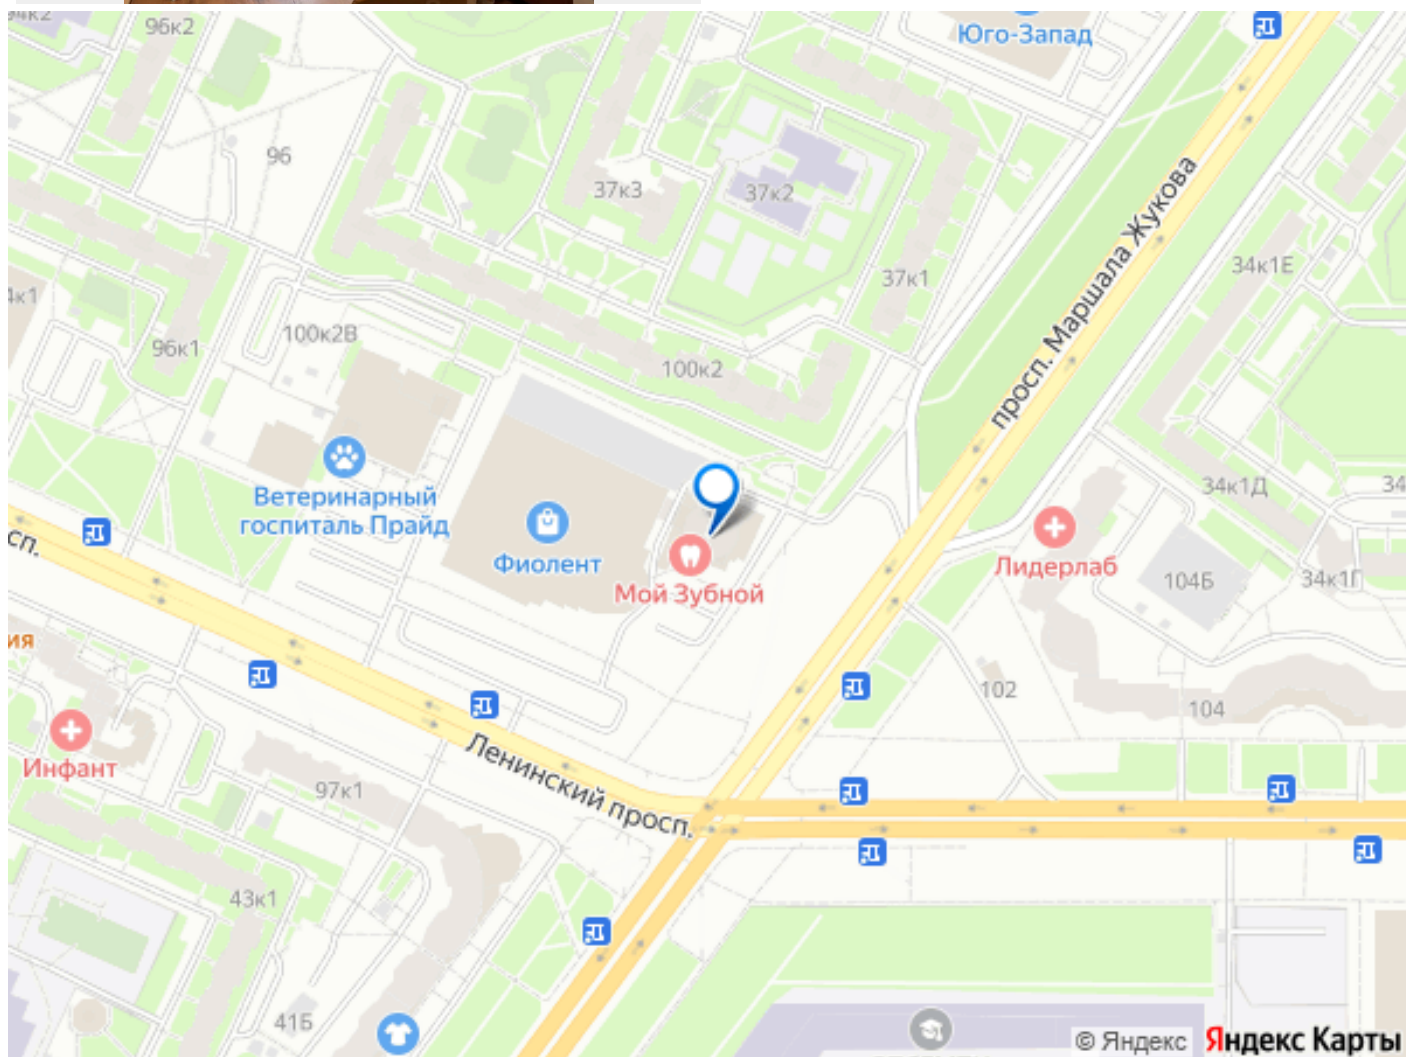 96к2
Юго-Запад
96
37к3
37к2
просп. Маршала Жукова
34к1Е
37к1
100к2В
96к1
100к2
34к1Д
Ветеринарный
госпиталь Прайд
Фиолент
Мой Зубной
Лидерлаб
104Б
34к1Г
102
104
Инфант
97к1
Ленинский просп.
43к1
41Б
© Яндекс
Яндекс Карты